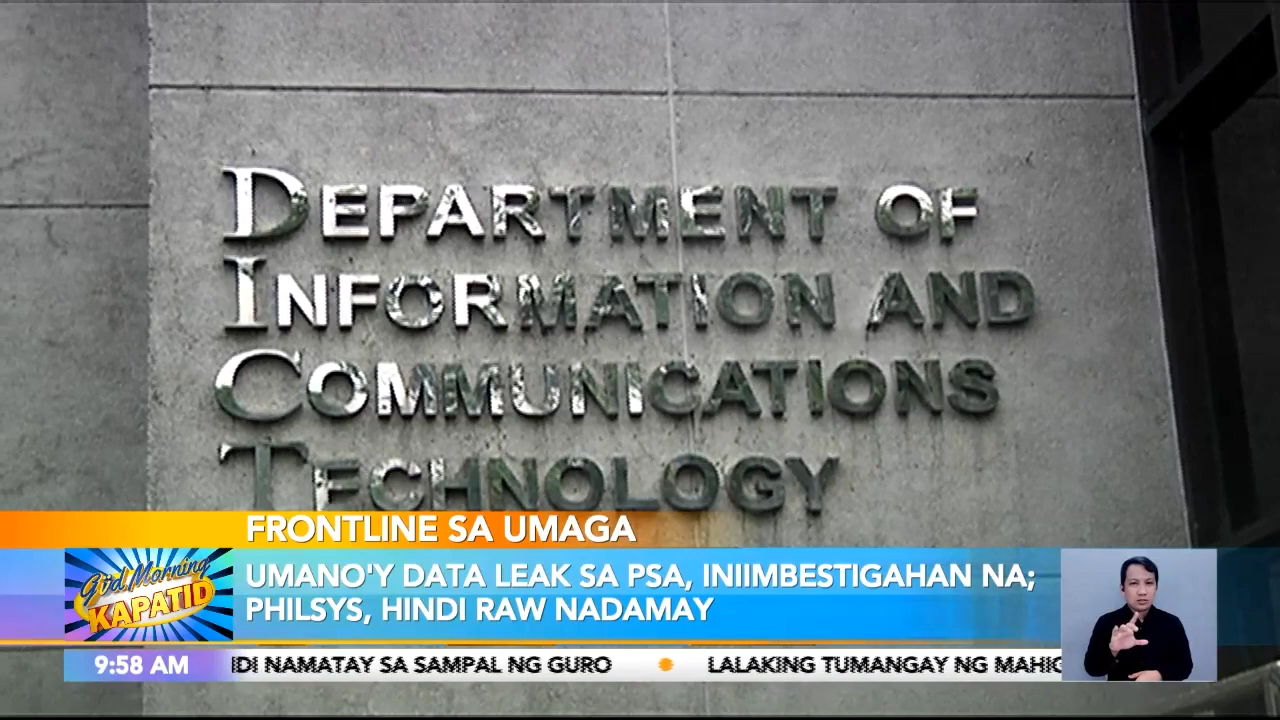 DEPARTMENT OF
INFORMATION AND
COMMUNICATIONS
TECHNOLOGY
FRONTLINE SA UMAGA
Gud Morning
KAPATID
UMANO'Y DATA LEAK SA PSA, INIIMBESTIGAHAN NA;
PHILSYS, HINDI RAW NADAMAY
9:58 AM
NAMATAY SA SAMPAL NG GURO
LALAKING TUMANGAY NG